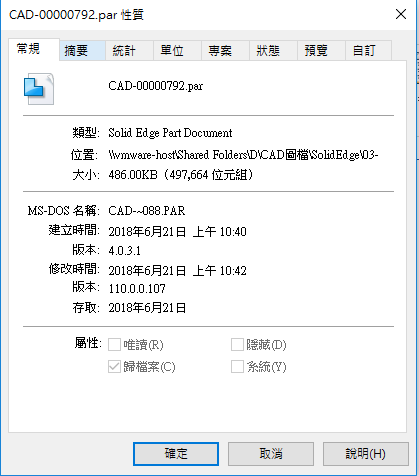 CAD-00000792.par 性質
常規 摘要 統計 單位 專案 狀態 預覽 自訂
CAD-00000792.par
類型: Solid Edge Part Document
位置: \\vmware-host\Shared Folders\D\CAD圖檔\SolidEdge\03-
大小: 486.00KB（497,664 位元組）
MS-DOS 名稱: CAD-~088.PAR
建立時間: 2018年6月21日 上午 10:40
版本: 4.0.3.1
修改時間: 2018年6月21日 上午 10:42
版本: 110.0.0.107
存取: 2018年6月21日
屬性: 唯讀(R) 隱藏(D)
歸檔案(C) 系統(Y)
確定 取消 說明(H)